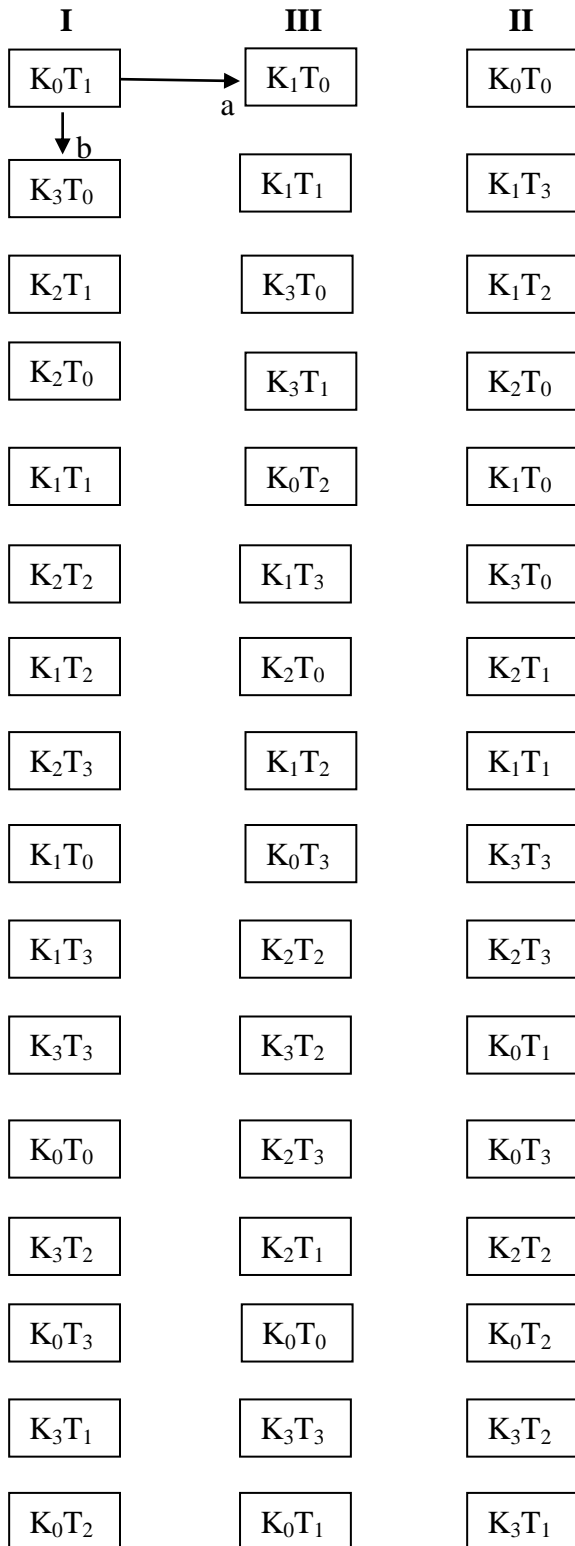 I III II
K₀T₁ K₁T₀ K₀T₀
a
b
K₃T₀ K₁T₁ K₁T₃
K₂T₁ K₃T₀ K₁T₂
K₂T₀ K₃T₁ K₂T₀
K₁T₁ K₀T₂ K₁T₀
K₂T₂ K₁T₃ K₃T₀
K₁T₂ K₂T₀ K₂T₁
K₂T₃ K₁T₂ K₁T₁
K₁T₀ K₀T₃ K₃T₃
K₁T₃ K₂T₂ K₂T₃
K₃T₃ K₃T₂ K₀T₁
K₀T₀ K₂T₃ K₀T₃
K₃T₂ K₂T₁ K₂T₂
K₀T₃ K₀T₀ K₀T₂
K₃T₁ K₃T₃ K₃T₂
K₀T₂ K₀T₁ K₃T₁